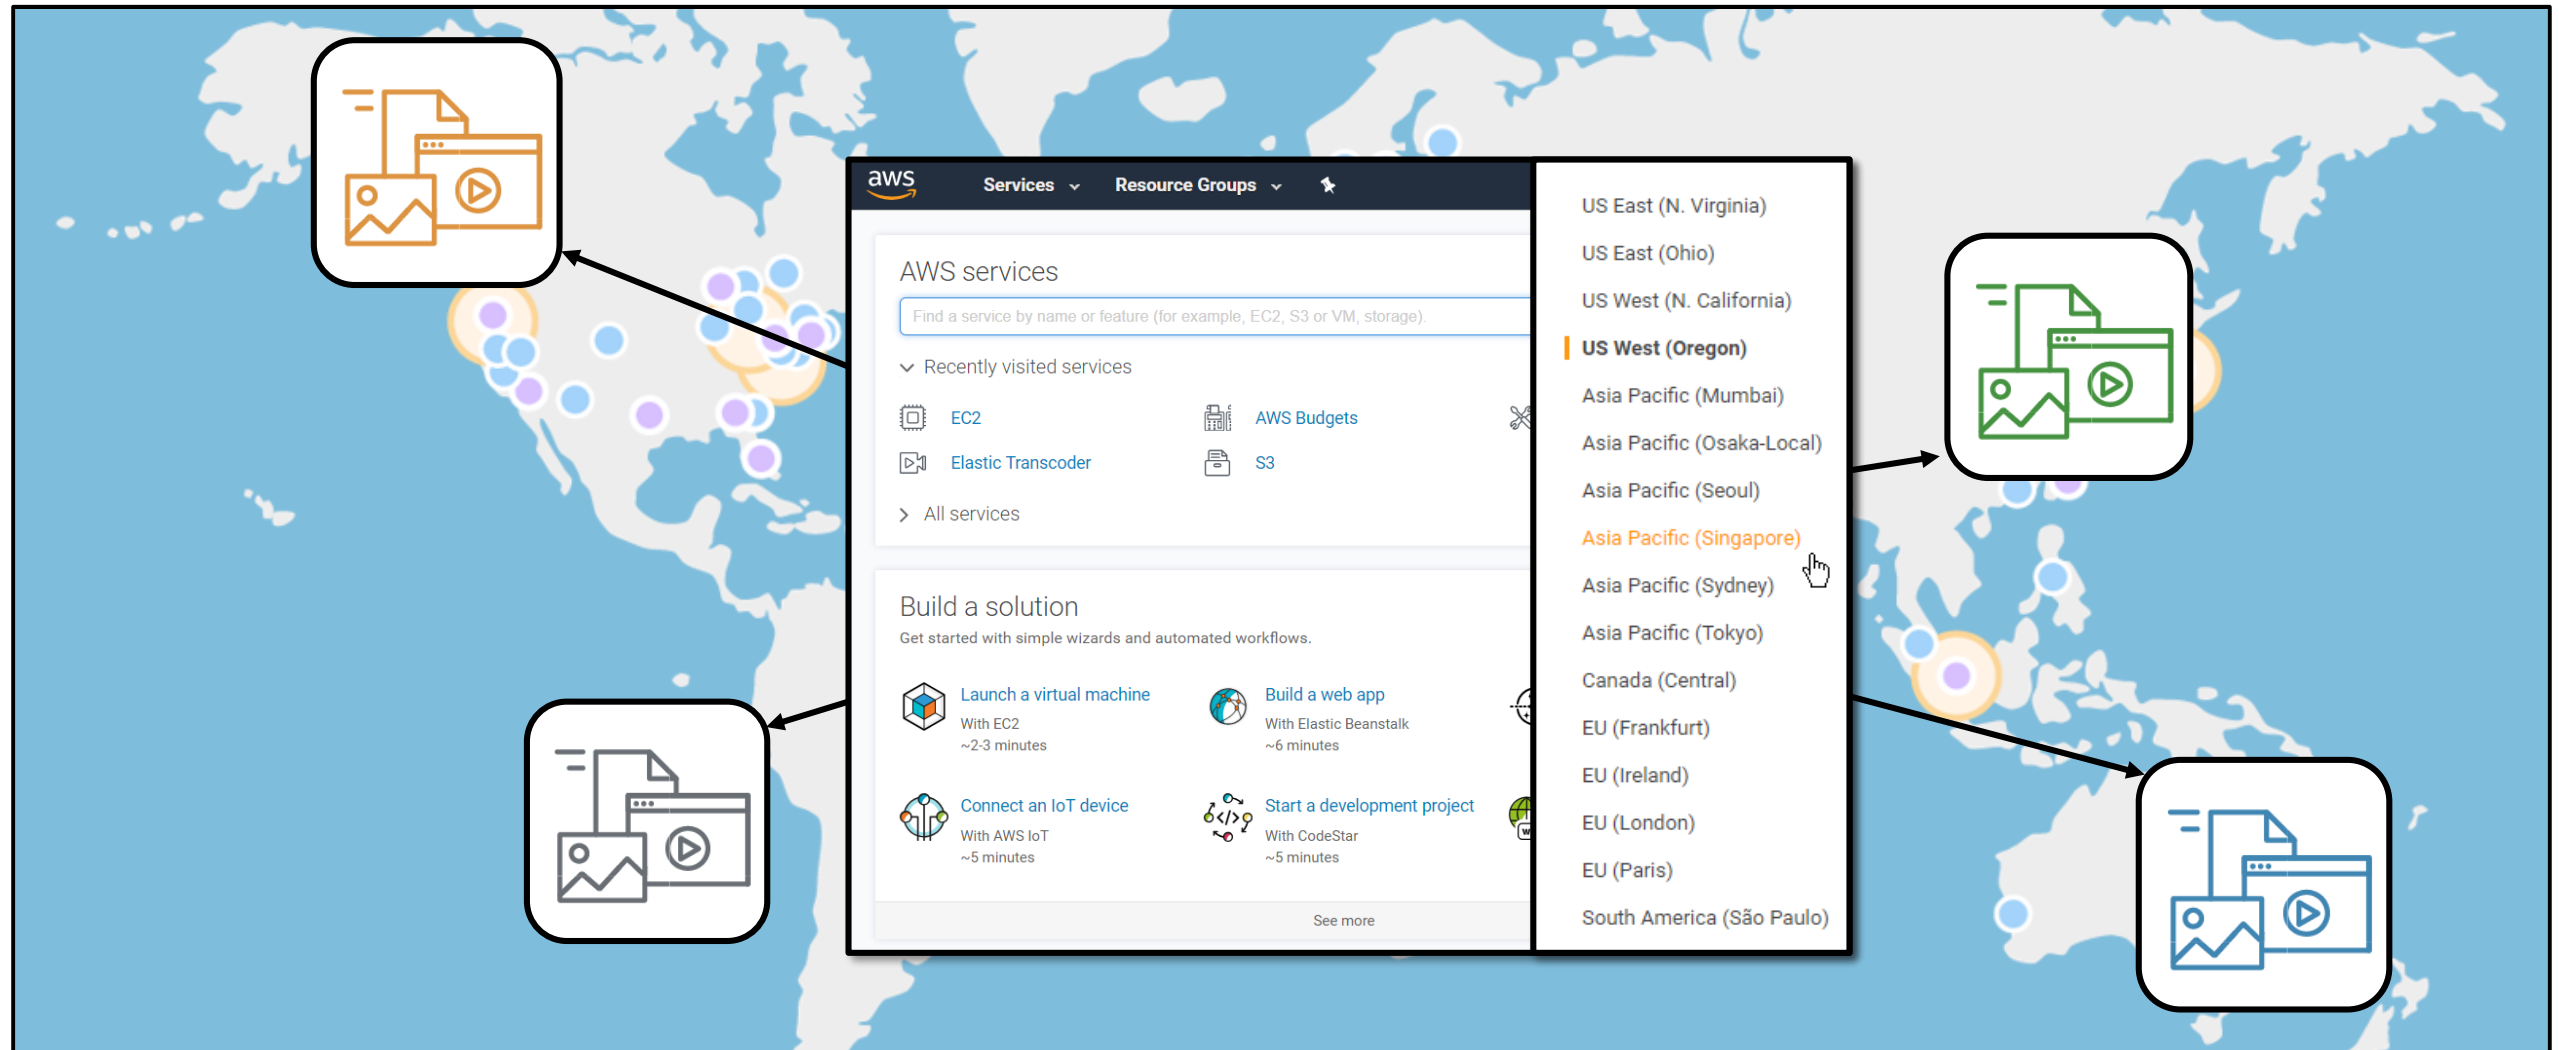 aws
Services
Resource Groups
AWS services
Find a service by name or feature (for example, EC2, S3 or VM, storage).
Recently visited services
EC2
AWS Budgets
Elastic Transcoder
S3
All services
Build a solution
Get started with simple wizards and automated workflows.
Launch a virtual machine
With EC2
~2-3 minutes
Build a web app
With Elastic Beanstalk
~6 minutes
Connect an IoT device
With AWS IoT
~5 minutes
Start a development project
With CodeStar
~5 minutes
See more
US East (N. Virginia)
US East (Ohio)
US West (N. California)
US West (Oregon)
Asia Pacific (Mumbai)
Asia Pacific (Osaka-Local)
Asia Pacific (Seoul)
Asia Pacific (Singapore)
Asia Pacific (Sydney)
Asia Pacific (Tokyo)
Canada (Central)
EU (Frankfurt)
EU (Ireland)
EU (London)
EU (Paris)
South America (São Paulo)